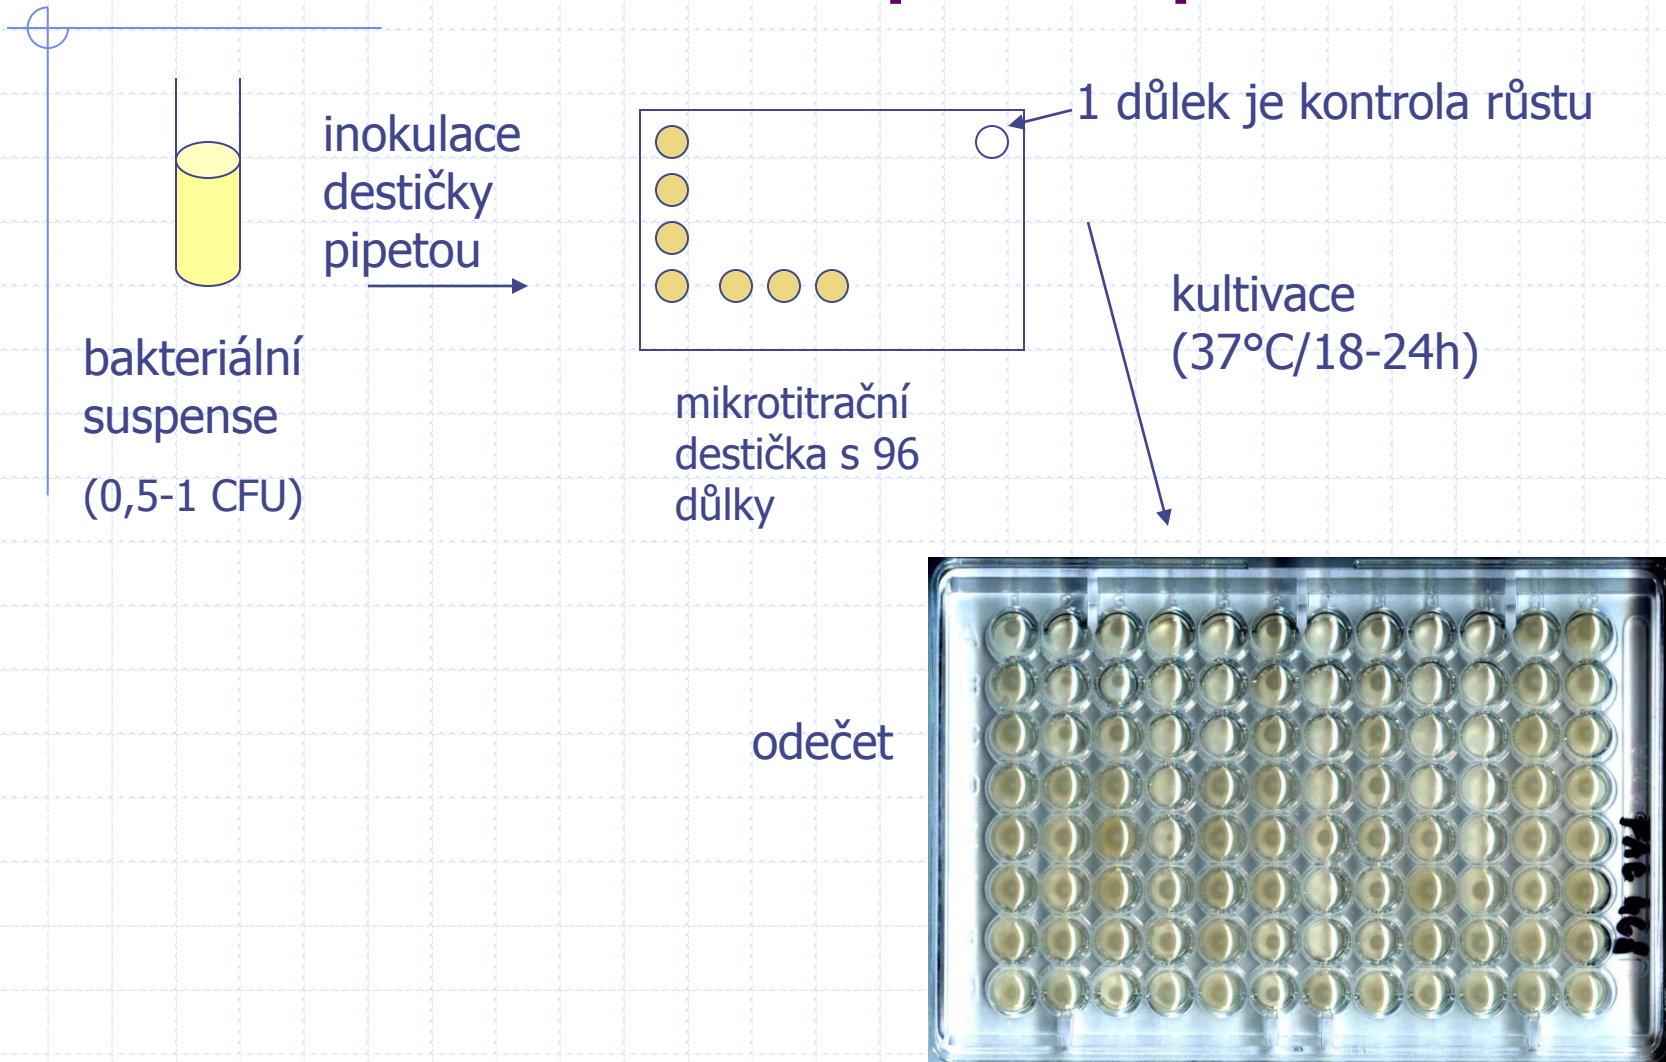 inokulace
destičky
pipetou
1 důlek je kontrola růstu
bakteriální
suspense
(0,5-1 CFU)
mikrotitrační
destička s 96
důlky
kultivace
(37°C/18-24h)
odečet